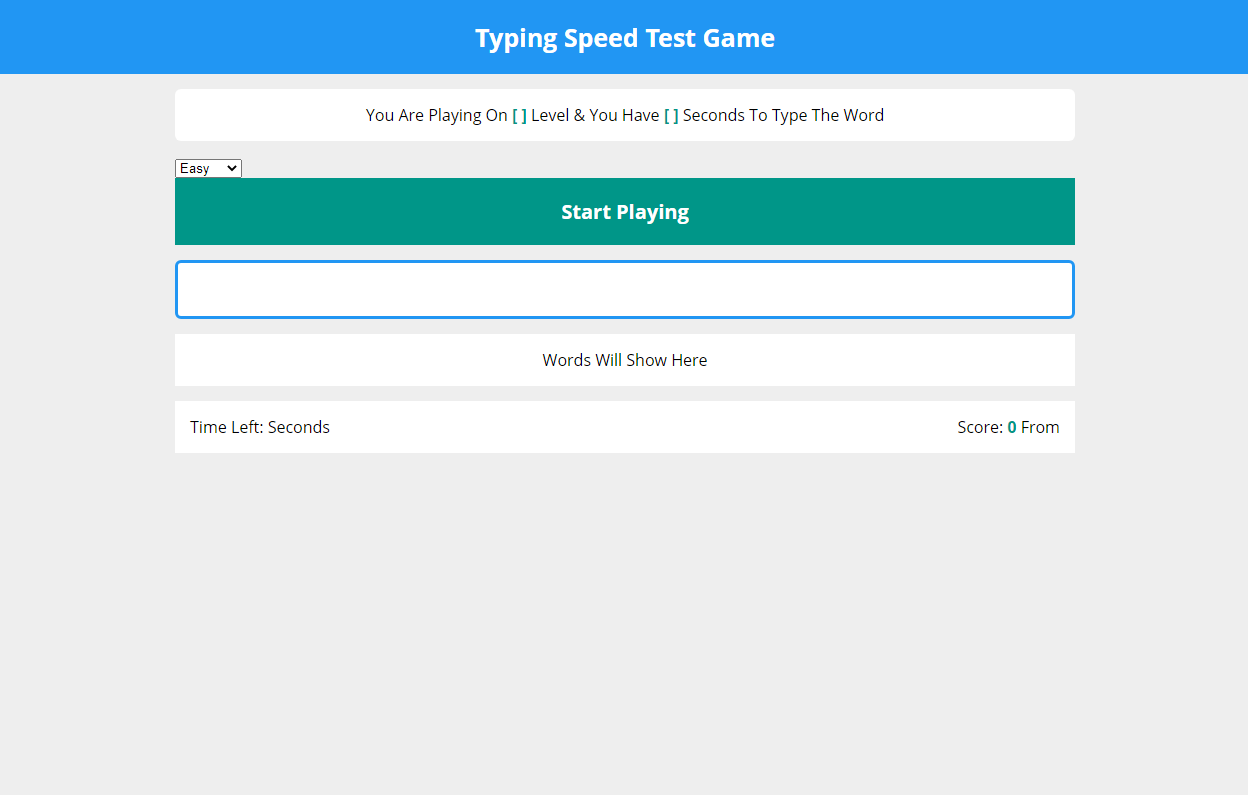 Typing Speed Test Game
You Are Playing On [ ] Level & You Have [ ] Seconds To Type The Word
Easy
Start Playing
Words Will Show Here
Time Left: Seconds
Score: 0 From